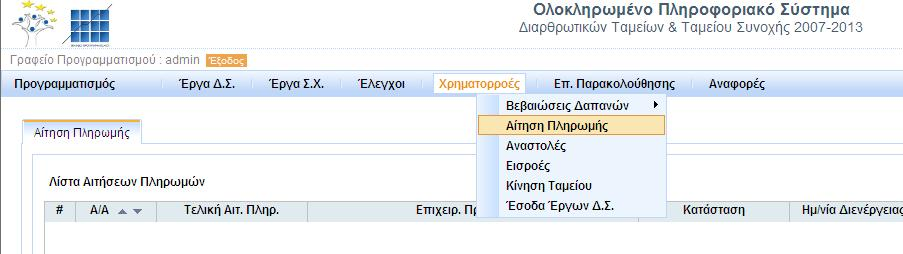 Ολοκληρωμένο Πληροφοριακό Σύστημα
Διαρθρωτικών Ταμείων & Ταμείου Συνοχής 2007-2013
Γραφείο Προγραμματισμού : admin Έξοδος
Προγραμματισμός Έργα Δ.Σ. Έργα Σ.Χ. Έλεγχοι Χρηματορροές Επ. Παρακολούθησης Αναφορές
Βεβαιώσεις Δαπανών
Αίτηση Πληρωμής
Αναστολές
Εισροές
Κίνηση Ταμείου
Έσοδα Έργων Δ.Σ.
Αίτηση Πληρωμής
Λίστα Αιτήσεων Πληρωμών
# Α/Α Τελική Αιτ. Πληρ. Επιχειρ. Πρ Κατάσταση Ημ/νία Διενέργειας